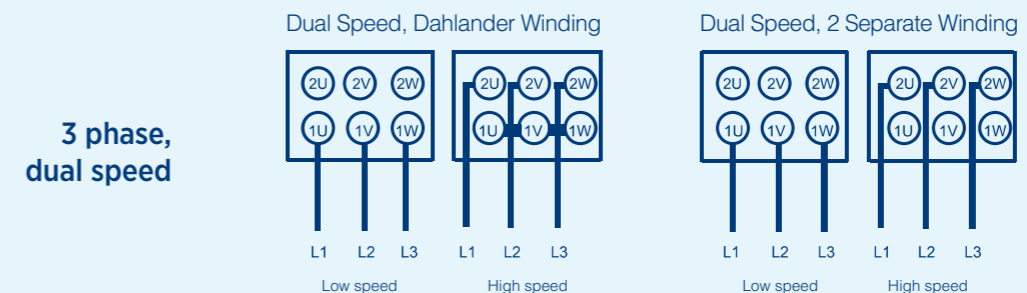 Dual Speed, Dahlander Winding
Dual Speed, 2 Separate Winding
3 phase,
dual speed
2U 2V 2W
1U 1V 1W
L1 L2 L3
Low speed
2U 2V 2W
1U 1V 1W
L1 L2 L3
High speed
2U 2V 2W
1U 1V 1W
L1 L2 L3
Low speed
2U 2V 2W
1U 1V 1W
L1 L2 L3
High speed